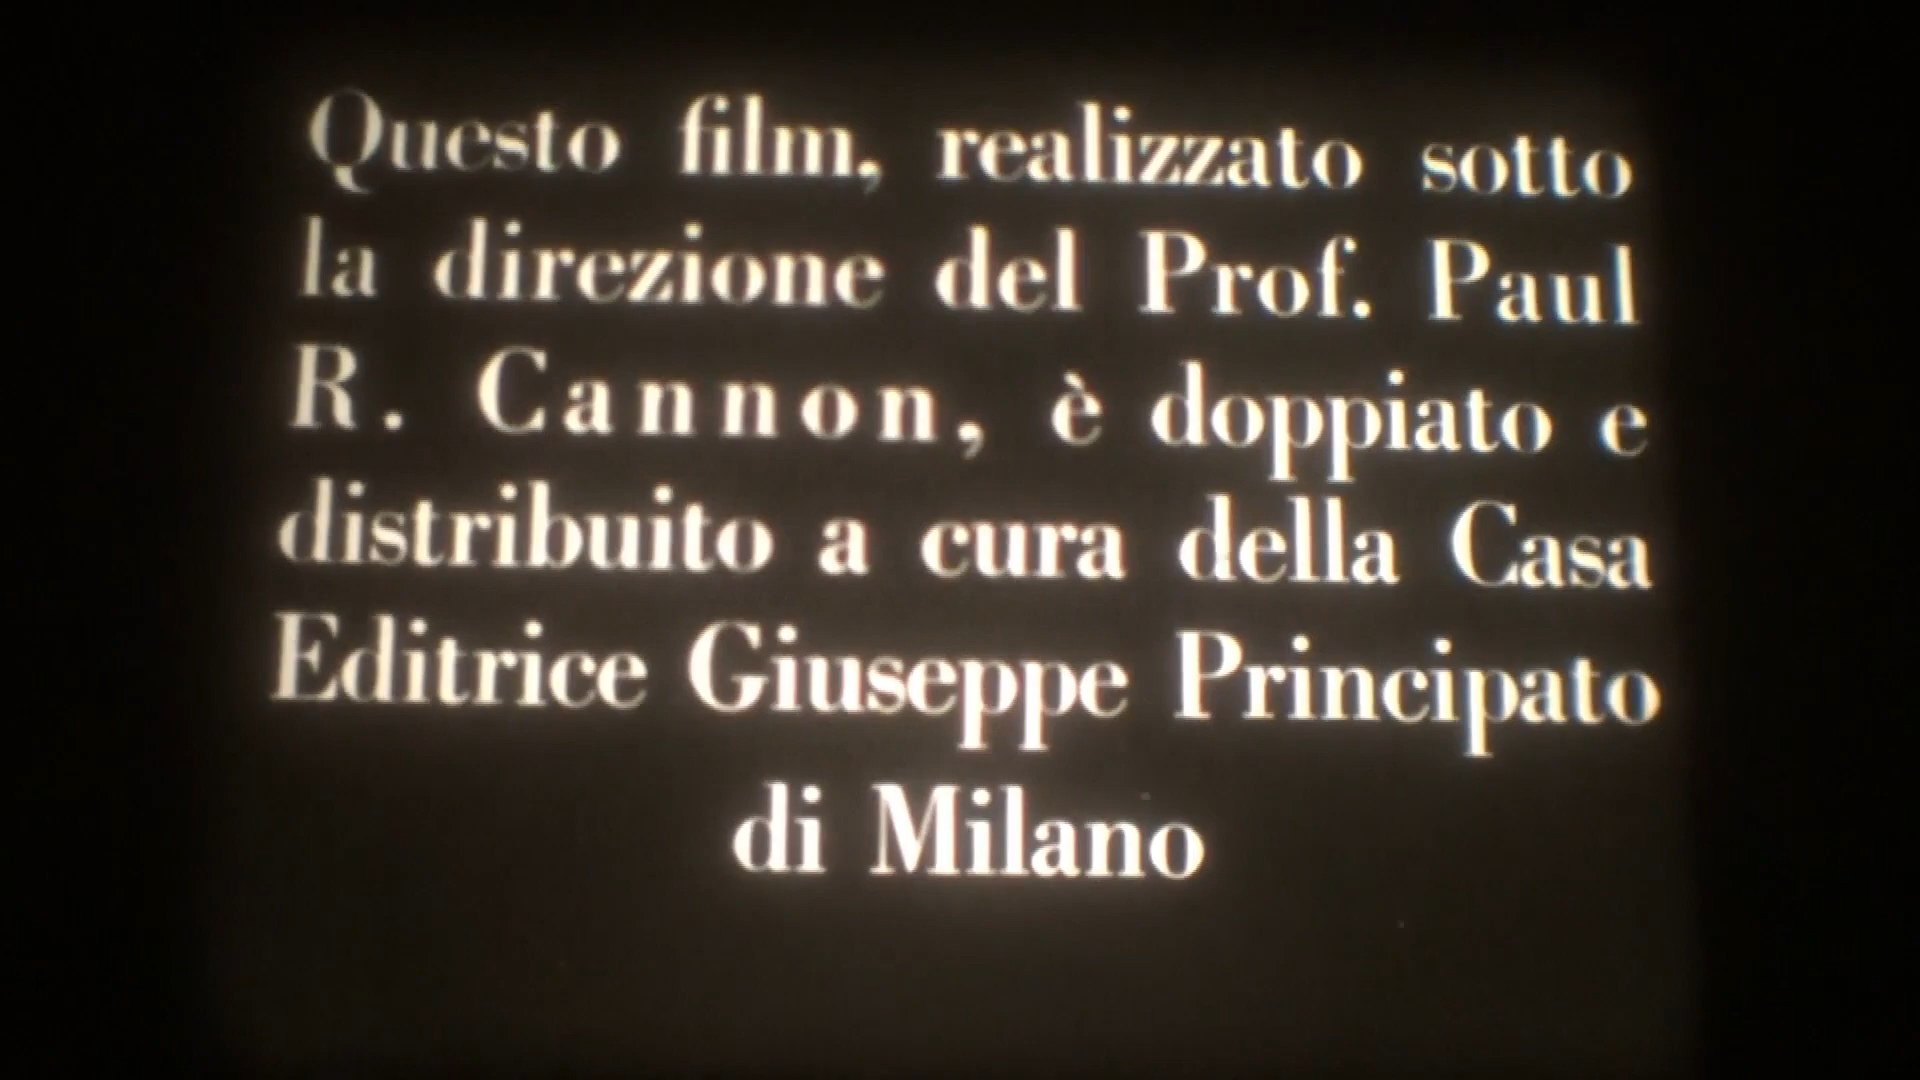 Questo film, realizzato sotto
la direzione del Prof. Paul
R. Cannon, è doppiato e
distribuito a cura della Casa
Editrice Giuseppe Principato
di Milano